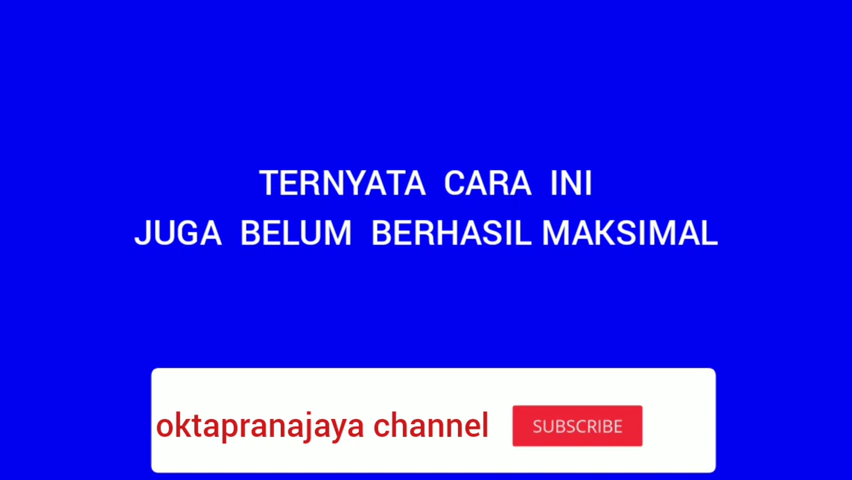 TERNYATA CARA INI
JUGA BELUM BERHASIL MAKSIMAL
oktapranajaya channel SUBSCRIBE